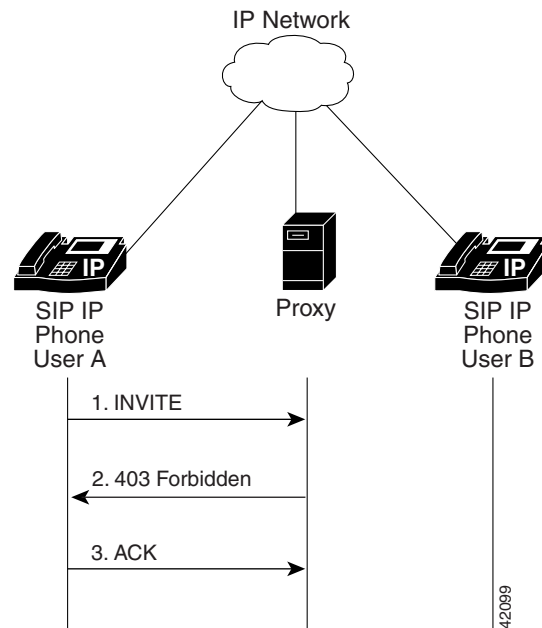 IP Network
IP
IP
SIP IP
Phone
User A
Proxy
SIP IP
Phone
User B
1. INVITE
2. 403 Forbidden
3. ACK
42099